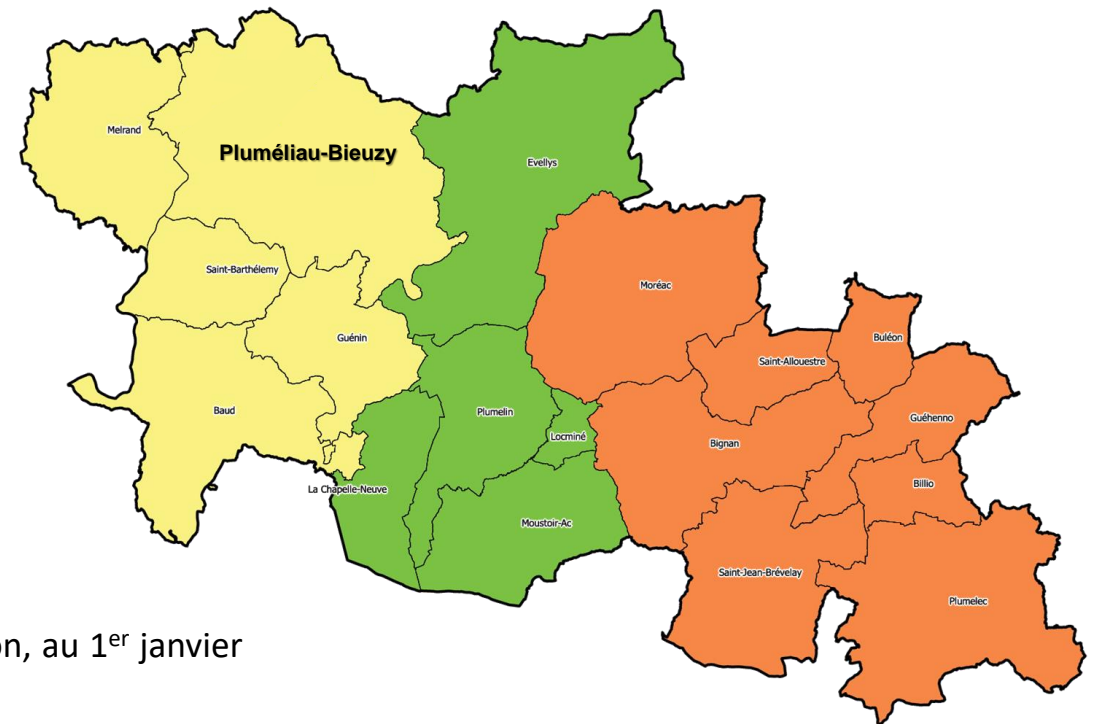 Melrand
Pluméliau-Bieuzy
Evellys
Saint-Barthélemy
Moréac
Guénin
Buléon
Saint-Allouestre
Baud
Plumelin
Guéhenno
Locminé
Bignan
Billio
La Chapelle-Neuve
Moustoir-Ac
Saint-Jean-Brévelay
Plumelec
on, au 1er janvier